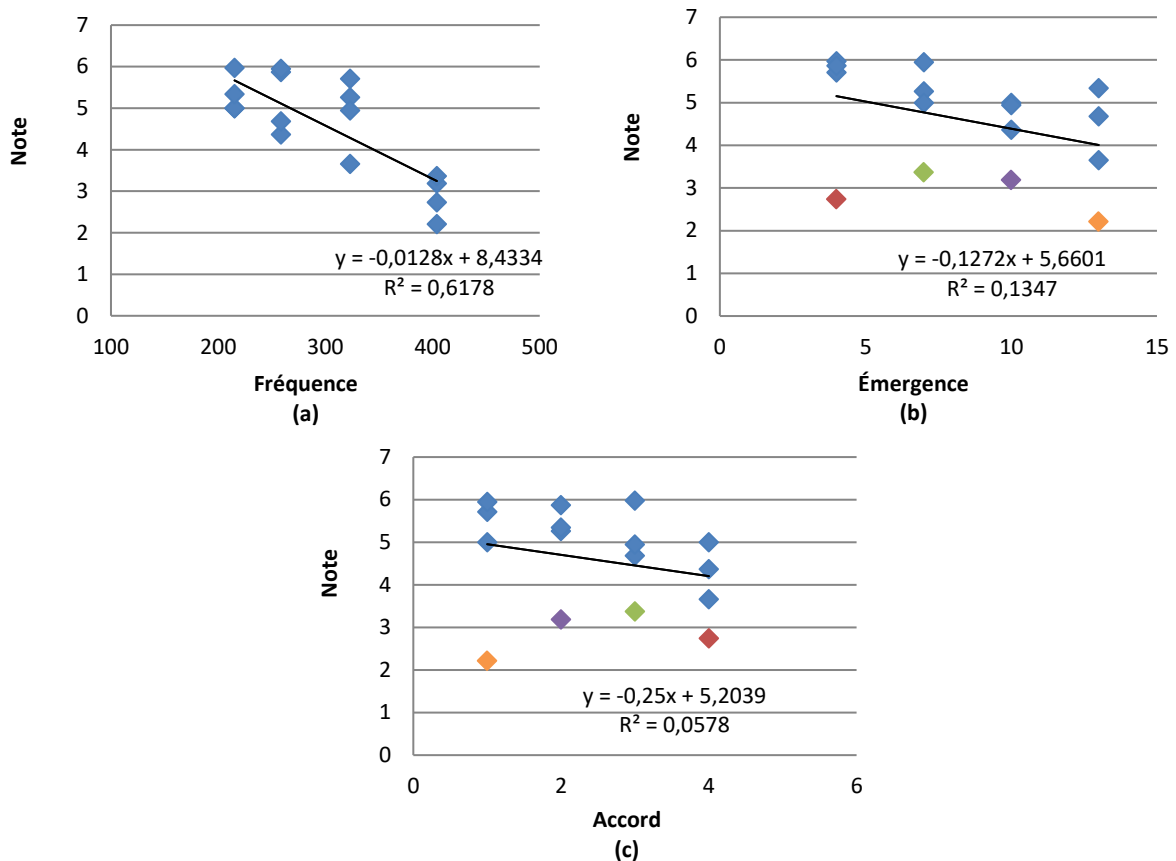 7
6
5
4
3
2
1
0
Note
y = -0,0128x + 8,4334
R² = 0,6178
100 200 300 400 500
Fréquence
(a)
7
6
5
4
3
2
1
0
Note
y = -0,1272x + 5,6601
R² = 0,1347
0 5 10 15
Émergence
(b)
7
6
5
4
3
2
1
0
Note
y = -0,25x + 5,2039
R² = 0,0578
0 2 4 6
Accord
(c)